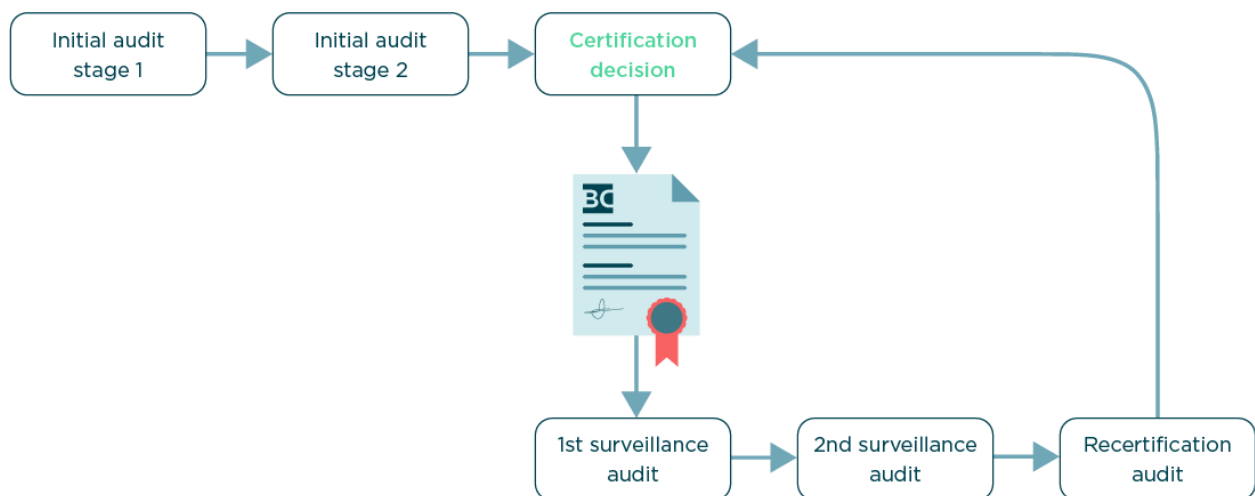 Initial audit
stage 1
Initial audit
stage 2
Certification
decision
BC
1st surveillance
audit
2nd surveillance
audit
Recertification
audit